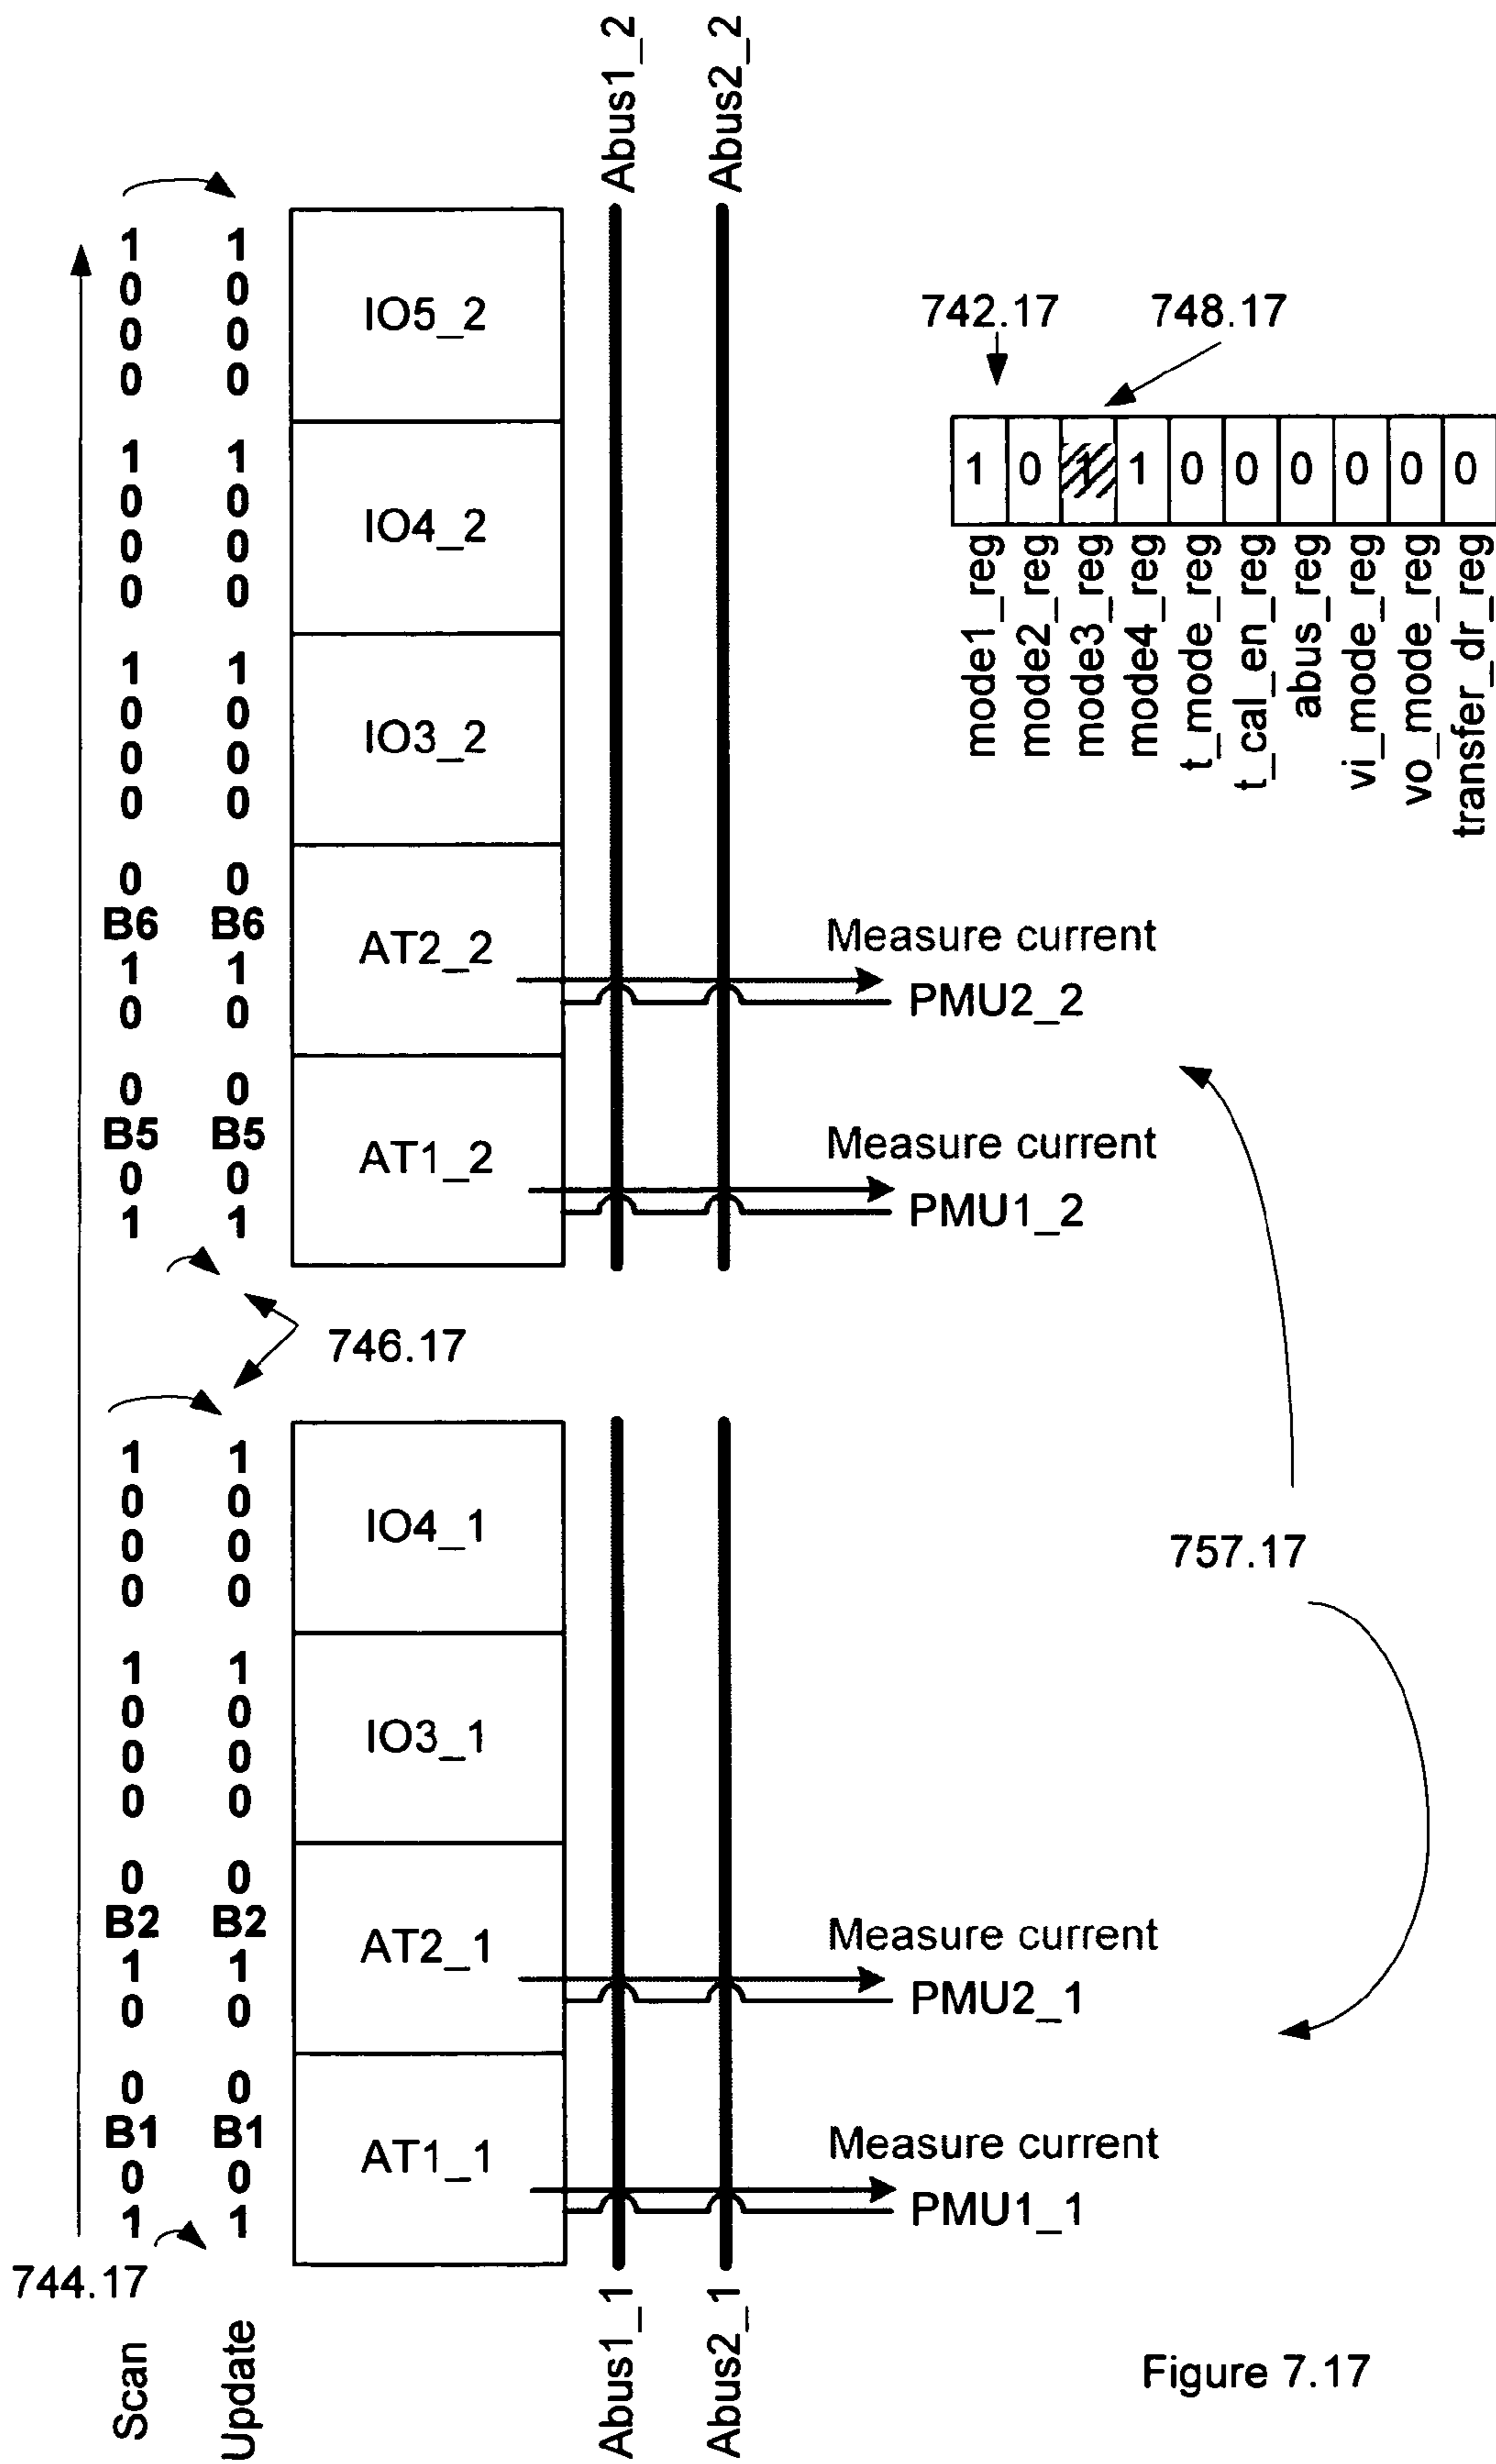 Abus1_2
Abus2_2
1 1
0 0
0 0
0 0
IO5_2
742.17 748.17
1 0 1 1 0 0 0 0 0 0
mode1_reg
mode2_reg
mode3_reg
mode4_reg
t_mode_reg
t_cal_en_reg
abus_reg
vi_mode_reg
vo_mode_reg
transfer_dr_reg
1 1
0 0
0 0
0 0
IO4_2
1 1
0 0
0 0
0 0
IO3_2
0 0
B6 B6
1 1
0 0
AT2_2
Measure current
PMU2_2
0 0
B5 B5
0 0
1 1
AT1_2
Measure current
PMU1_2
746.17
1 1
0 0
0 0
0 0
IO4_1
757.17
1 1
0 0
0 0
0 0
IO3_1
0 0
B2 B2
1 1
0 0
AT2_1
Measure current
PMU2_1
0 0
B1 B1
0 0
1 1
AT1_1
Measure current
PMU1_1
744.17
Scan
Update
Abus1_1
Abus2_1
Figure 7.17